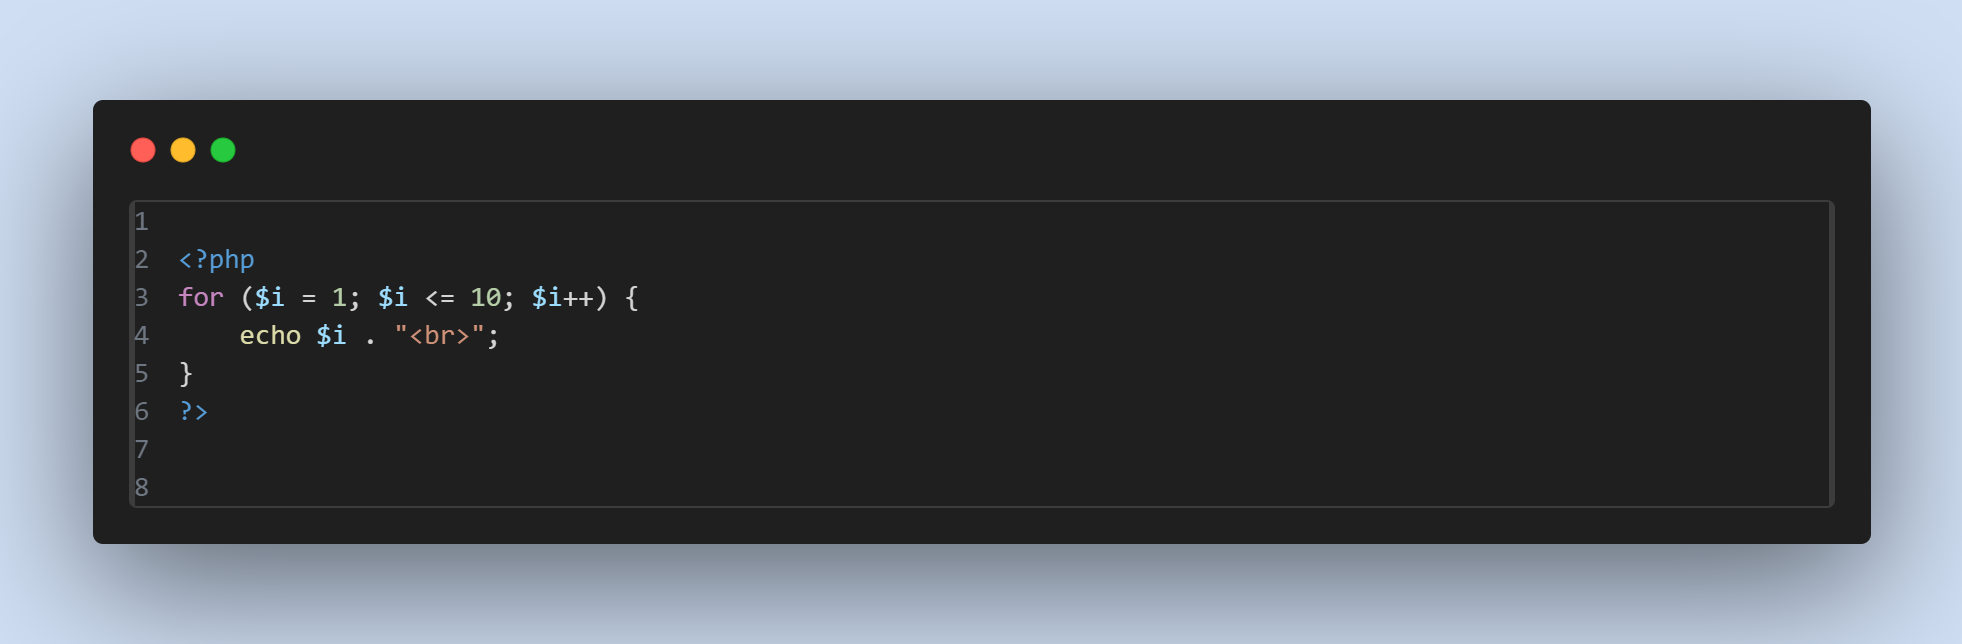 1
2 <?php
3 for ($i = 1; $i <= 10; $i++) {
4     echo $i . "<br>";
5 }
6 ?>
7
8